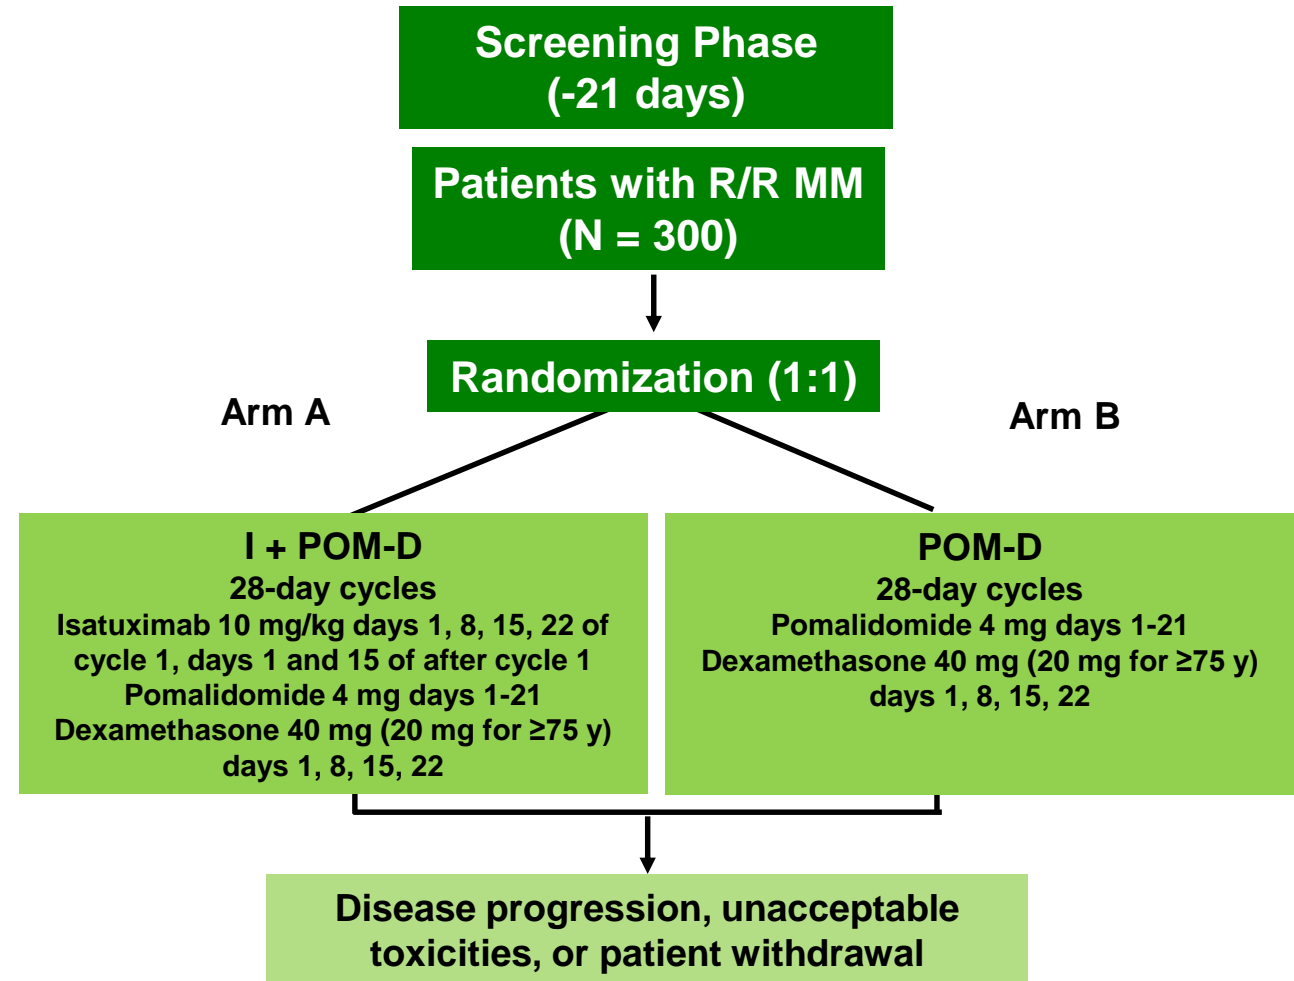 Screening Phase
(-21 days)
Patients with R/R MM
(N = 300)
Randomization (1:1)
Arm A
Arm B
I + POM-D
28-day cycles
Isatuximab 10 mg/kg days 1, 8, 15, 22 of
cycle 1, days 1 and 15 of after cycle 1
Pomalidomide 4 mg days 1-21
Dexamethasone 40 mg (20 mg for ≥75 y)
days 1, 8, 15, 22
POM-D
28-day cycles
Pomalidomide 4 mg days 1-21
Dexamethasone 40 mg (20 mg for ≥75 y)
days 1, 8, 15, 22
Disease progression, unacceptable
toxicities, or patient withdrawal